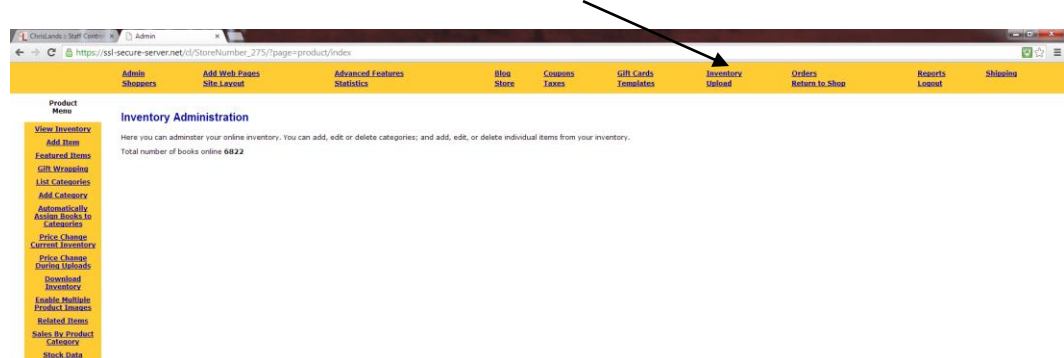 ChrisLands :: Staff Contro
Admin
https://ssl-secure-server.net/cl/StoreNumber_275/?page=product/index
Admin Add Web Pages Advanced Features Blog Coupons Gift Cards Inventory Orders Reports Shipping
Shoppers Site Layout Statistics Store Taxes Templates Upload Return to Shop Logout
Product
Menu
View Inventory
Add Item
Featured Items
Gift Wrapping
List Categories
Add Category
Automatically
Assign Books to
Categories
Price Change
Current Inventory
Price Change
During Uploads
Download
Inventory
Enable Multiple
Product Images
Related Items
Sales By Product
Category
Stock Data
Inventory Administration
Here you can adminster your online inventory. You can add, edit or delete categories; and add, edit, or delete individual items from your inventory.
Total number of books online 6822